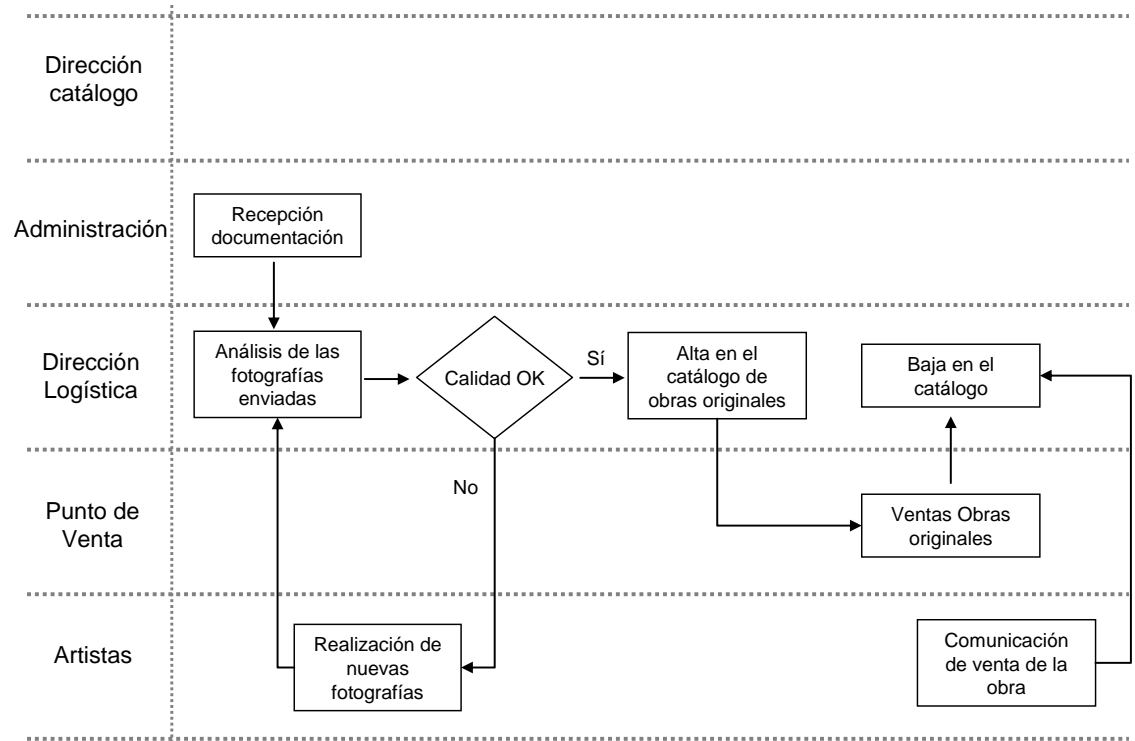 Dirección
catálogo
Administración
Recepción
documentación
Dirección
Logística
Análisis de las
fotografías
enviadas
Calidad OK
Sí
Alta en el
catálogo de
obras originales
Baja en el
catálogo
No
Punto de
Venta
Ventas Obras
originales
Artistas
Realización de
nuevas
fotografías
Comunicación
de venta de la
obra